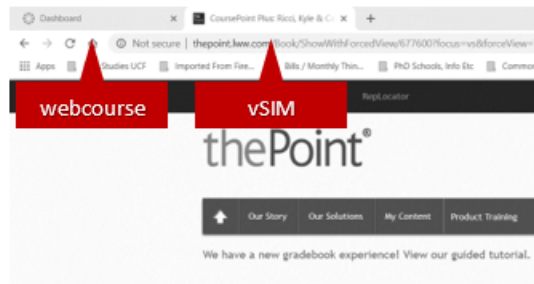 Dashboard
CoursePoint Plus: Ricci, Kyle & C
Not secure | thepoint.lww.com/Book/ShowWithForcedView/677600?focus=vs&forceView=
Apps
Studies UCF
Imported From Fire...
Bills / Monthly Thin...
PhD Schools, Info Etc
Common
webcourse
vSIM
RepLocator
thePoint®
Our Story
Our Solutions
My Content
Product Training
We have a new gradebook experience! View our guided tutorial.